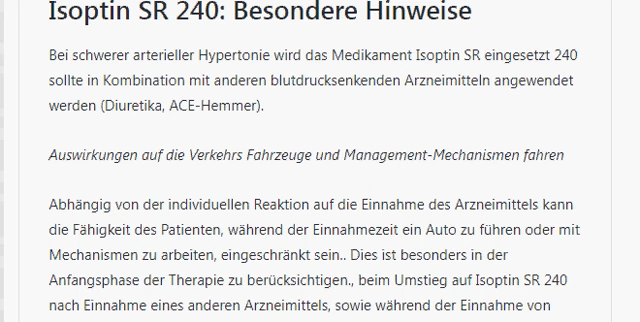 Isoptin SR 240: Besondere Hinweise
Bei schwerer arterieller Hypertonie wird das Medikament Isoptin SR eingesetzt 240
sollte in Kombination mit anderen blutdrucksenkenden Arzneimitteln angewendet
werden (Diuretika, ACE-Hemmer).
Auswirkungen auf die Verkehrs Fahrzeuge und Management-Mechanismen fahren
Abhängig von der individuellen Reaktion auf die Einnahme des Arzneimittels kann
die Fähigkeit des Patienten, während der Einnahmezeit ein Auto zu führen oder mit
Mechanismen zu arbeiten, eingeschränkt sein.. Dies ist besonders in der
Anfangsphase der Therapie zu berücksichtigen., beim Umstieg auf Isoptin SR 240
nach Einnahme eines anderen Arzneimittels, sowie während der Einnahme von